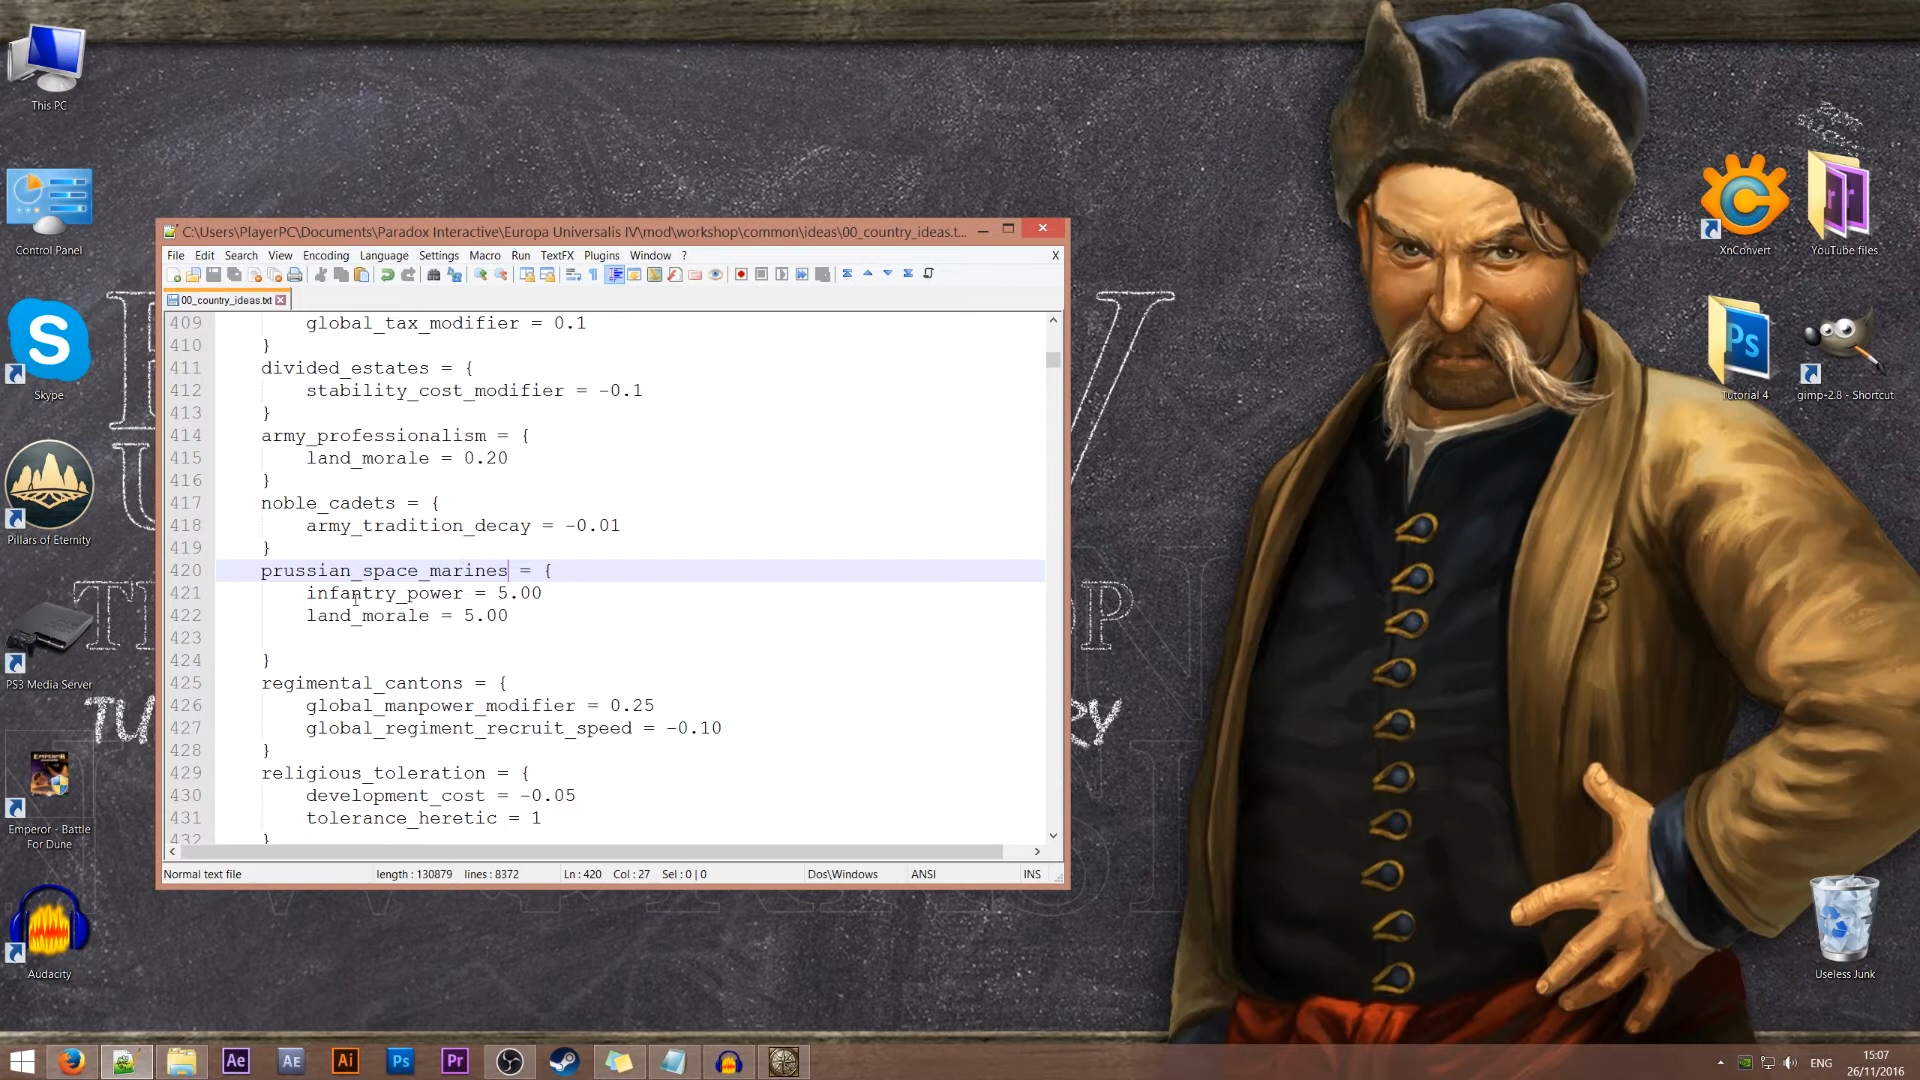 This PC
Control Panel
Skype
Pillars of Eternity
PS3 Media Server
Emperor - Battle
For Dune
Audacity
C:\Users\PlayerPC\Documents\Paradox Interactive\Europa Universalis IV\mod\workshop\common\ideas\00_country_ideas.t...
File Edit Search View Encoding Language Settings Macro Run TextFX Plugins Window ? X
00_country_ideas.txt
409 global_tax_modifier = 0.1
410 }
411 divided_estates = {
412 stability_cost_modifier = -0.1
413 }
414 army_professionalism = {
415 land_morale = 0.20
416 }
417 noble_cadets = {
418 army_tradition_decay = -0.01
419 }
420 prussian_space_marines = {
421 infantry_power = 5.00
422 land_morale = 5.00
423
424 }
425 regimental_cantons = {
426 global_manpower_modifier = 0.25
427 global_regiment_recruit_speed = -0.10
428 }
429 religious_toleration = {
430 development_cost = -0.05
431 tolerance_heretic = 1
432 }
Normal text file length : 130879 lines : 8372 Ln : 420 Col : 27 Sel : 0 | 0 Dos\Windows ANSI INS
XnConvert
YouTube files
Tutorial 4
gimp-2.8 - Shortcut
Useless Junk
Ae AE Ai Ps Pr
ENG
15:07
26/11/2016